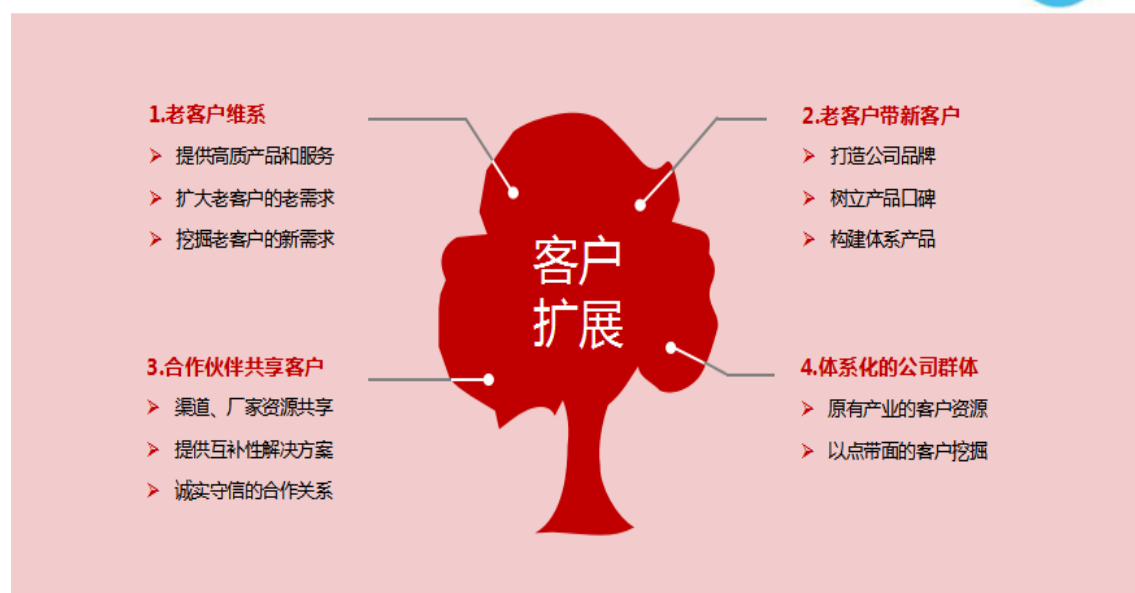 1.老客户维系
提供高质产品和服务
扩大老客户的老需求
挖掘老客户的新需求
2.老客户带新客户
打造公司品牌
树立产品口碑
构建体系产品
客户
扩展
3.合作伙伴共享客户
渠道、厂家资源共享
提供互补性解决方案
诚实守信的合作关系
4.体系化的公司群体
原有产业的客户资源
以点带面的客户挖掘